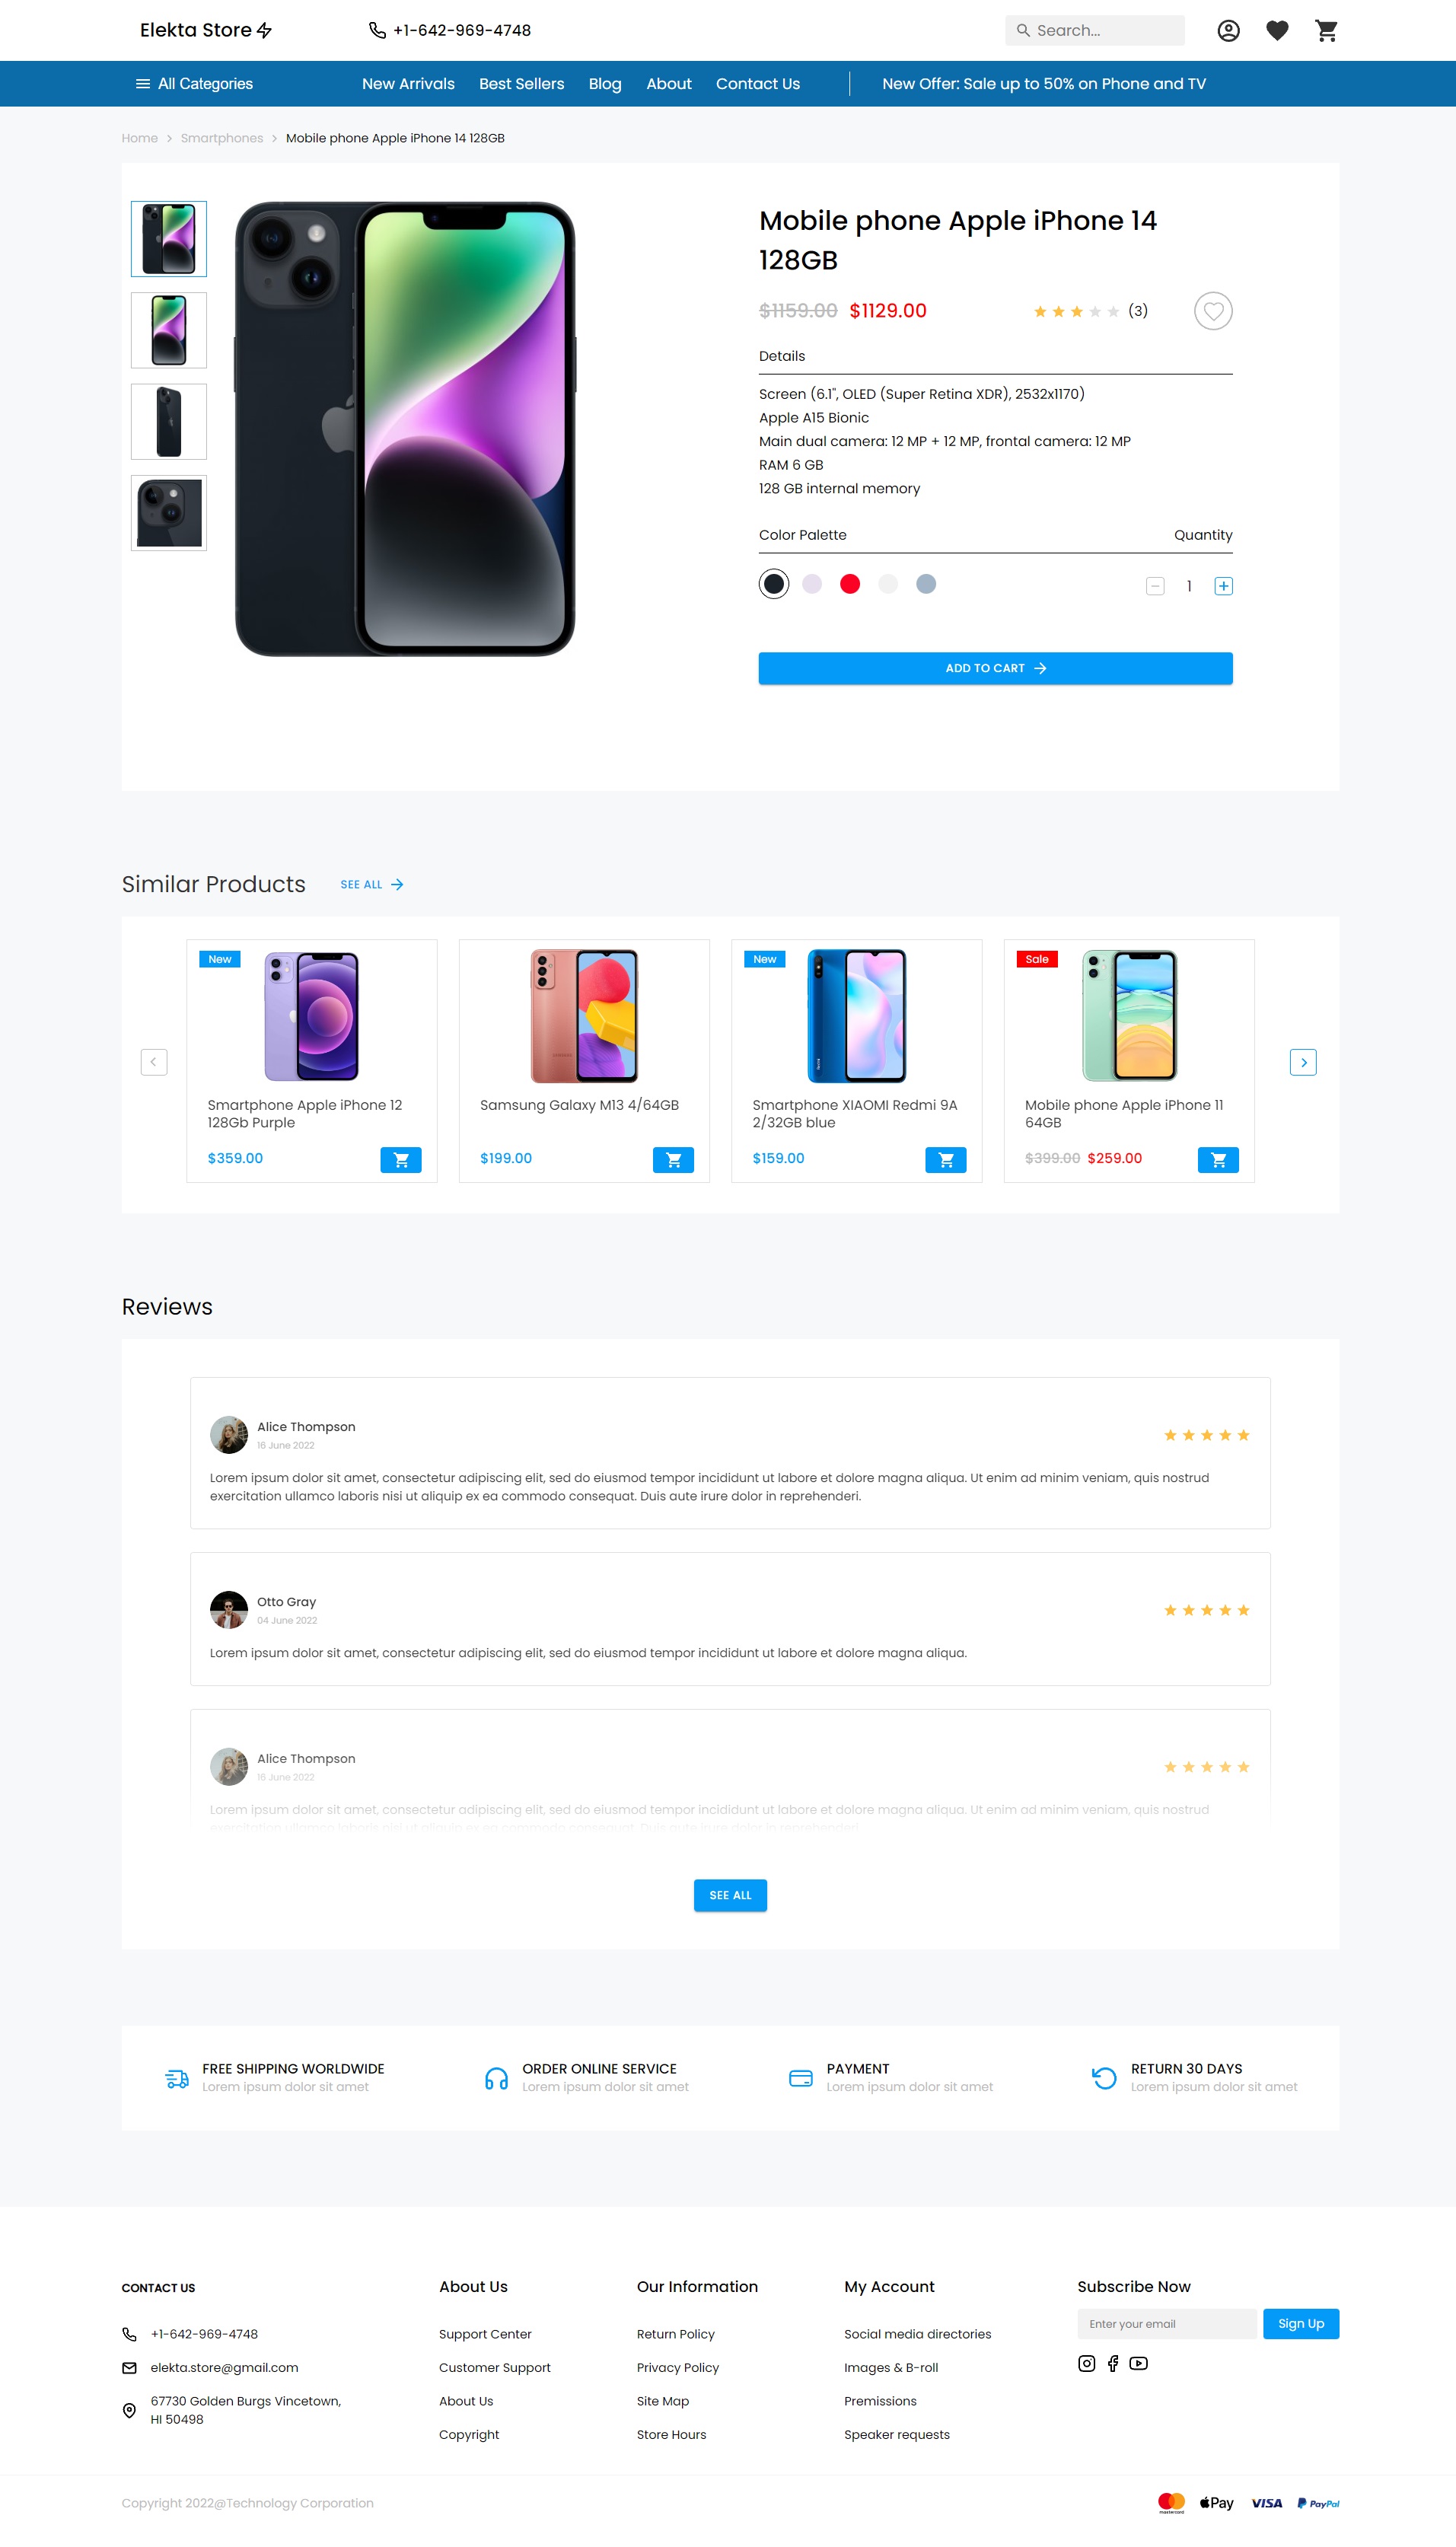 Elekta Store
+1-642-969-4748
Search...
All Categories
New Arrivals Best Sellers Blog About Contact Us
New Offer: Sale up to 50% on Phone and TV
Home > Smartphones > Mobile phone Apple iPhone 14 128GB
Mobile phone Apple iPhone 14
128GB
$1159.00 $1129.00
(3)
Details
Screen (6.1", OLED (Super Retina XDR), 2532x1170)
Apple A15 Bionic
Main dual camera: 12 MP + 12 MP, frontal camera: 12 MP
RAM 6 GB
128 GB internal memory
Color Palette
Quantity
1
ADD TO CART
Similar Products
SEE ALL
New
Smartphone Apple iPhone 12
128Gb Purple
$359.00
Samsung Galaxy M13 4/64GB
$199.00
New
Smartphone XIAOMI Redmi 9A
2/32GB blue
$159.00
Sale
Mobile phone Apple iPhone 11
64GB
$399.00 $259.00
Reviews
Alice Thompson
16 June 2022
Lorem ipsum dolor sit amet, consectetur adipiscing elit, sed do eiusmod tempor incididunt ut labore et dolore magna aliqua. Ut enim ad minim veniam, quis nostrud
exercitation ullamco laboris nisi ut aliquip ex ea commodo consequat. Duis aute irure dolor in reprehenderi.
Otto Gray
04 June 2022
Lorem ipsum dolor sit amet, consectetur adipiscing elit, sed do eiusmod tempor incididunt ut labore et dolore magna aliqua.
Alice Thompson
16 June 2022
Lorem ipsum dolor sit amet, consectetur adipiscing elit, sed do eiusmod tempor incididunt ut labore et dolore magna aliqua. Ut enim ad minim veniam, quis nostrud
exercitation ullamco laboris nisi ut aliquip ex ea commodo consequat. Duis aute irure dolor in reprehenderi.
SEE ALL
FREE SHIPPING WORLDWIDE
Lorem ipsum dolor sit amet
ORDER ONLINE SERVICE
Lorem ipsum dolor sit amet
PAYMENT
Lorem ipsum dolor sit amet
RETURN 30 DAYS
Lorem ipsum dolor sit amet
CONTACT US
+1-642-969-4748
elekta.store@gmail.com
67730 Golden Burgs Vincetown,
HI 50498
About Us
Support Center
Customer Support
About Us
Copyright
Our Information
Return Policy
Privacy Policy
Site Map
Store Hours
My Account
Social media directories
Images & B-roll
Premissions
Speaker requests
Subscribe Now
Enter your email
Sign Up
Copyright 2022@Technology Corporation
mastercard
Pay
VISA
PayPal